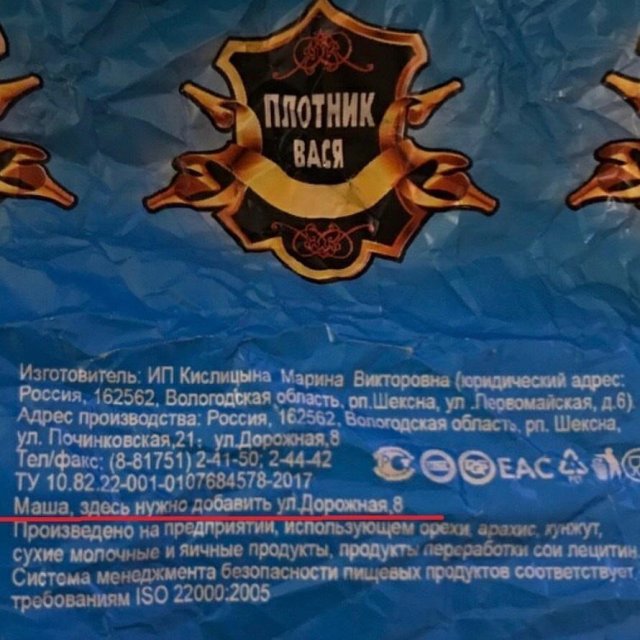 ПЛОТНИК
ВАСЯ
Изготовитель: ИП Кислицына Марина Викторовна (юридический адрес:
Россия, 162562, Вологодская область, рп.Шексна, ул .Первомайская, д.6)
Адрес производства: Россия, 162562, Вологодская область, рп. Шексна,
ул. Починковская,21; ул.Дорожная,8
Тел/факс: (8-81751) 2-41-50; 2-44-42
ТУ 10.82.22-001-0107684578-2017
EAC
Маша, здесь нужно добавить ул.Дорожная,8
Произведено на предприятии, использующем орехи, арахис, кунжут,
сухие молочные и яичные продукты, продукты переработки сои лецитин
Система менеджмента безопасности пищевых продуктов соответствует
требованиям ISO 22000:2005